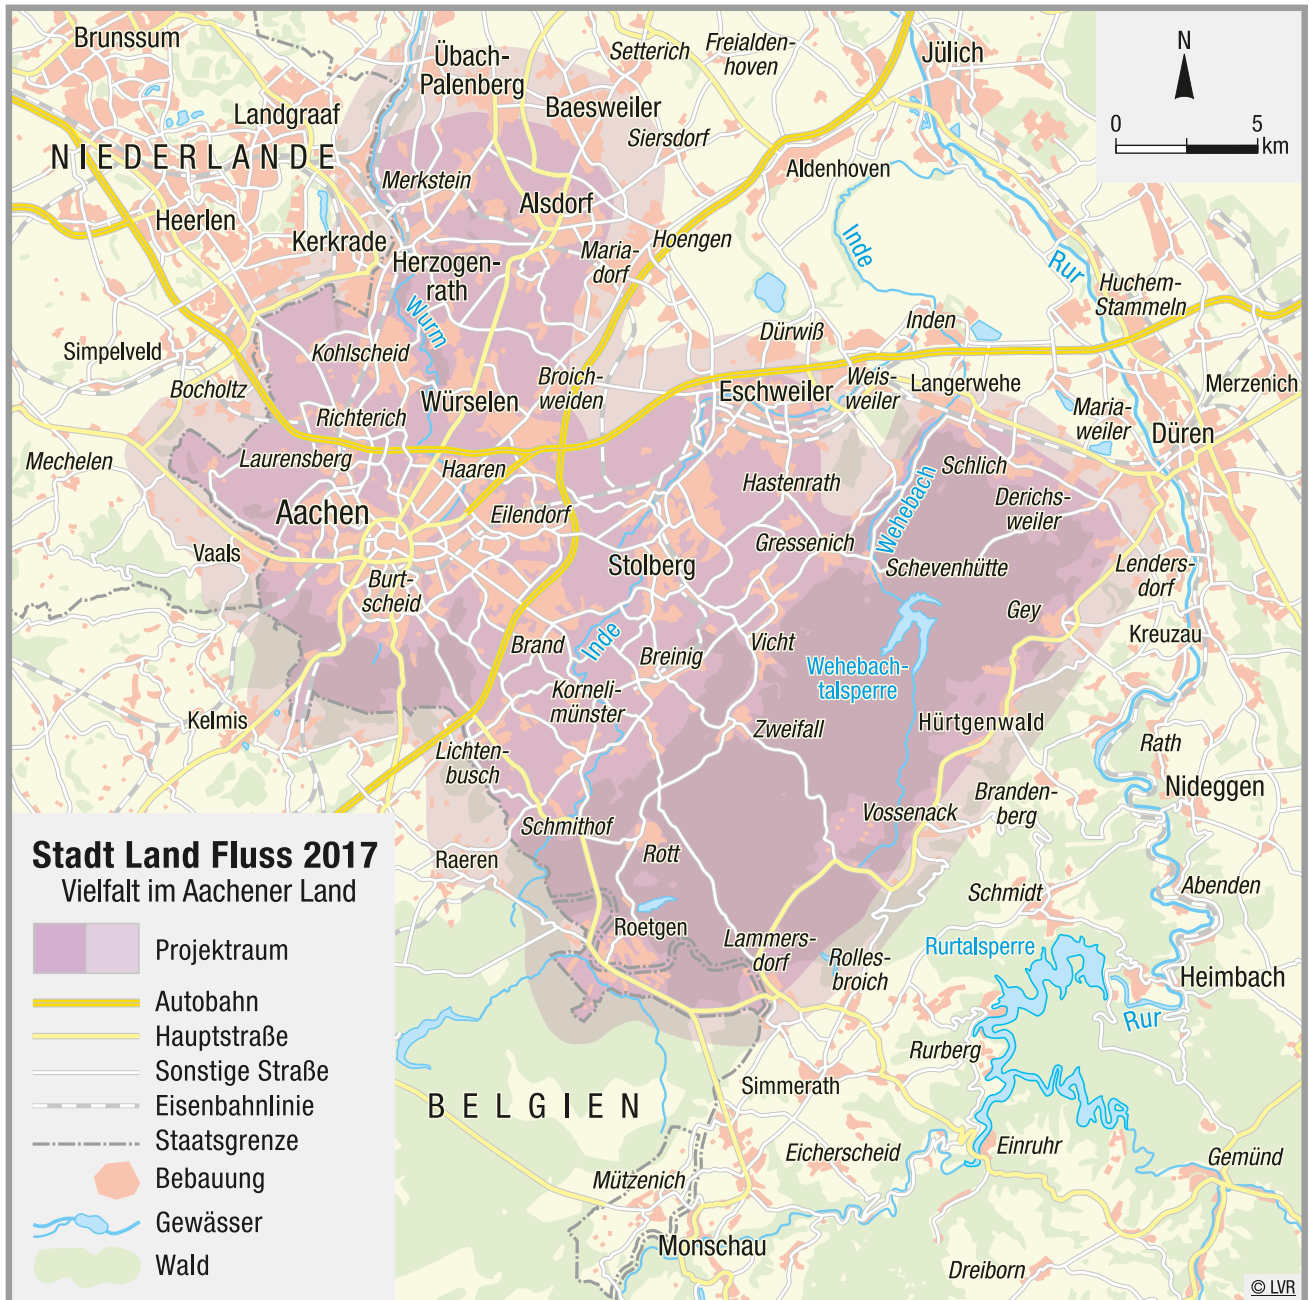 Brunssum
Übach-
Palenberg
Setterich
Freialden-
hoven
Jülich
N
0
5
km
Landgraaf
Baesweiler
Siersdorf
NIEDERLANDE
Merkstein
Aldenhoven
Heerlen
Kerkrade
Alsdorf
Maria-
dorf
Hoengen
Inde
Rur
Herzogen-
rath
Huchem-
Stammeln
Wurm
Dürwiß
Inden
Simpelveld
Kohlscheid
Bocholtz
Würselen
Broich-
weiden
Eschweiler
Weis-
weiler
Langerwehe
Merzenich
Richterich
Maria-
weiler
Düren
Mechelen
Laurensberg
Haaren
Hastenrath
Wehebach
Schlich
Derichs-
weiler
Aachen
Eilendorf
Gressenich
Vaals
Stolberg
Schevenhütte
Lenders-
dorf
Burt-
scheid
Gey
Kreuzau
Brand
Inde
Breinig
Vicht
Wehebach-
talsperre
Korneli-
münster
Kelmis
Zweifall
Hürtgenwald
Rath
Lichten-
busch
Nideggen
Branden-
berg
Vossenack
Schmithof
Raeren
Rott
Schmidt
Abenden
Roetgen
Lammers-
dorf
Rolles-
broich
Rurtalsperre
Heimbach
Rur
Rurberg
BELGIEN
Simmerath
Eicherscheid
Einruhr
Gemünd
Mützenich
Monschau
Dreiborn
Stadt Land Fluss 2017
Vielfalt im Aachener Land
Projektraum
Autobahn
Hauptstraße
Sonstige Straße
Eisenbahnlinie
Staatsgrenze
Bebauung
Gewässer
Wald
© LVR